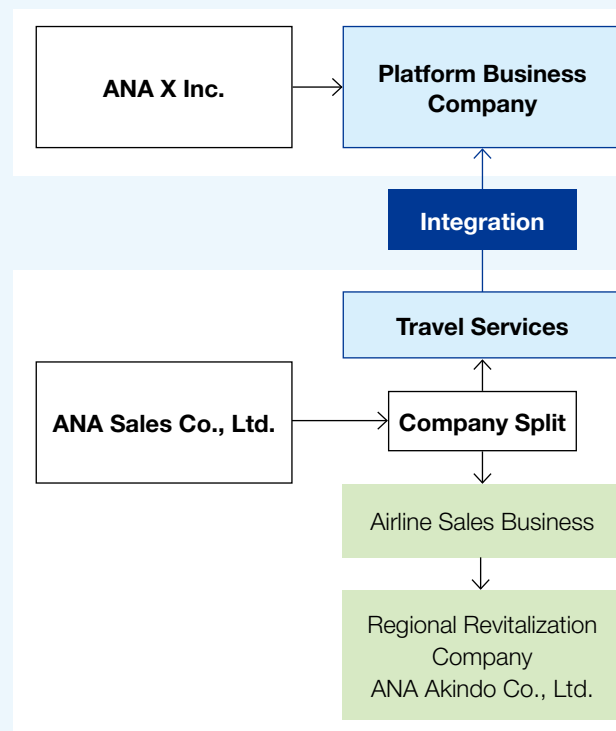 ANA X Inc.
Platform Business
Company
Integration
Travel Services
ANA Sales Co., Ltd.
Company Split
Airline Sales Business
Regional Revitalization
Company
ANA Akindo Co., Ltd.